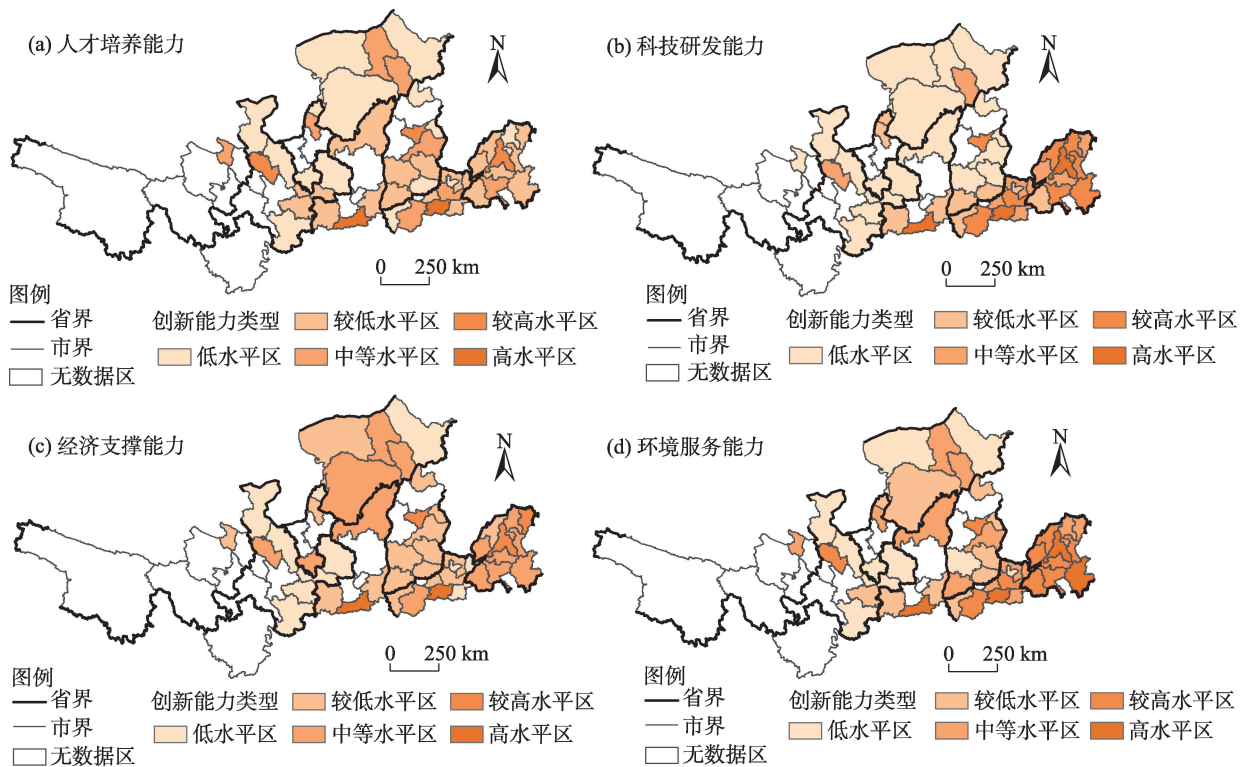 (a) 人才培养能力
N
0 250 km
图例
省界
市界
无数据区
创新能力类型
低水平区
较低水平区
中等水平区
较高水平区
高水平区
(b) 科技研发能力
N
0 250 km
图例
省界
市界
无数据区
创新能力类型
低水平区
较低水平区
中等水平区
较高水平区
高水平区
(c) 经济支撑能力
N
0 250 km
图例
省界
市界
无数据区
创新能力类型
低水平区
较低水平区
中等水平区
较高水平区
高水平区
(d) 环境服务能力
N
0 250 km
图例
省界
市界
无数据区
创新能力类型
低水平区
较低水平区
中等水平区
较高水平区
高水平区